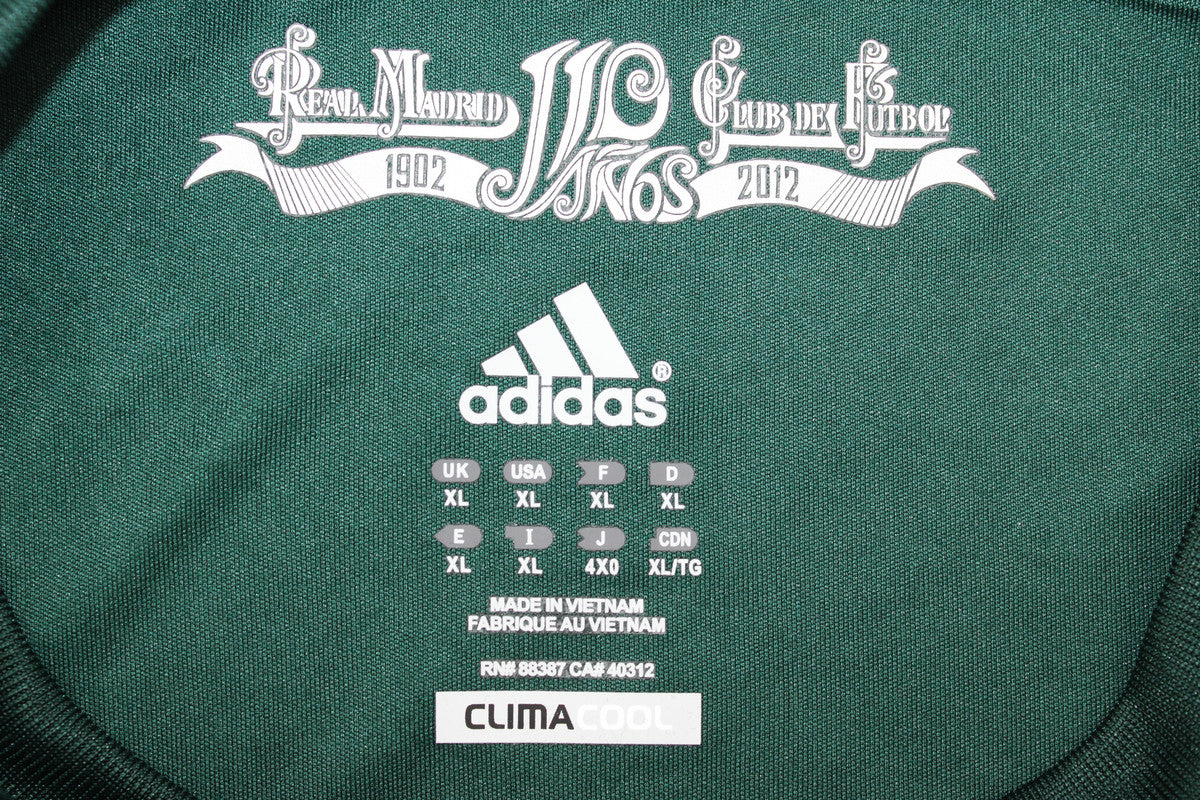 REAL MADRID 110 AÑOS CLUB DE FUTBOL
1902 2012
adidas®
UK USA F D
XL XL XL XL
E I J CDN
XL XL 4X0 XL/TG
MADE IN VIETNAM
FABRIQUE AU VIETNAM
RN# 88387 CA# 40312
CLIMACOOL